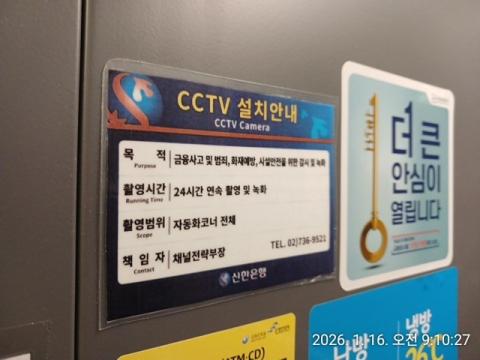 CCTV 설치안내
CCTV Camera
목 적
Purpose
금융사고 및 범죄, 화재예방, 시설안전을 위한 감시 및 녹화
촬영시간
Running Time
24시간 연속 촬영 및 녹화
촬영범위
Scope
자동화코너 전체
책 임 자
Contact
채널전략부장
TEL. 02)736-9521
신한은행
더 큰
안심이
열립니다
냉방
난방
2026. 1. 16. 오전 9:10:27